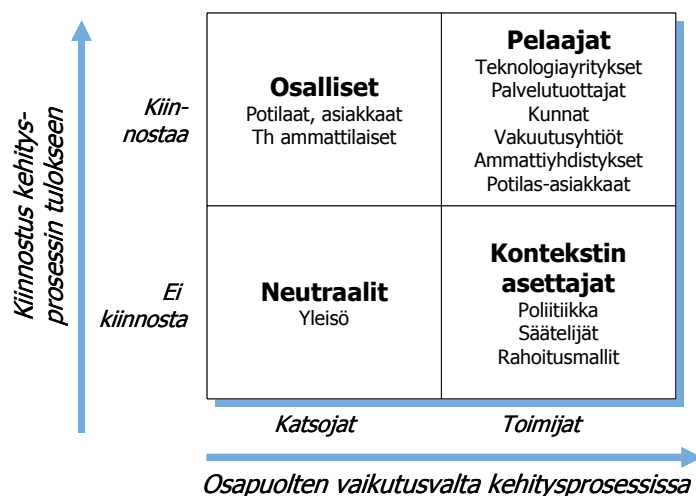 Kiinnostus kehitys-
prosessin tulokseen
Kiin-
nostaa
Osalliset
Potilaat, asiakkaat
Th ammattilaiset
Pelaajat
Teknologiayritykset
Palvelutuottajat
Kunnat
Vakuutusyhtiöt
Ammattiyhdistykset
Potilas-asiakkaat
Ei
kiinnosta
Neutraalit
Yleisö
Kontekstin
asettajat
Poliitiikka
Säätelijät
Rahoitusmallit
Katsojat
Toimijat
Osapuolten vaikutusvalta kehitysprosessissa